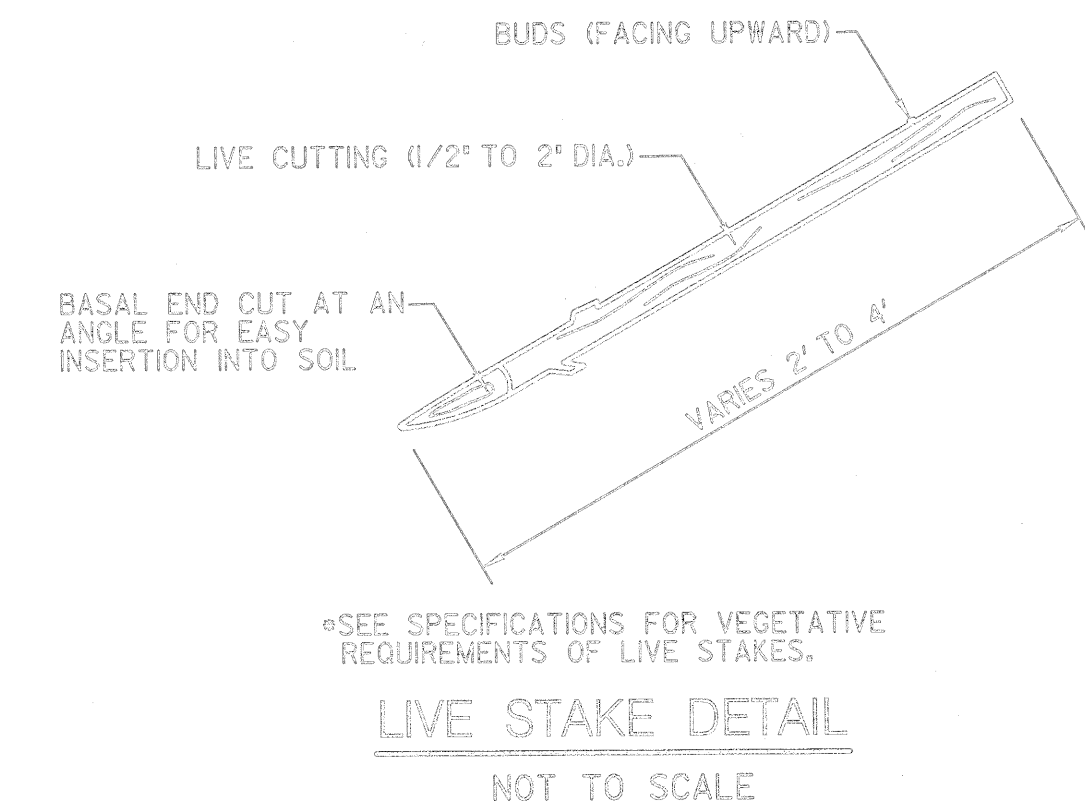 BUDS (FACING UPWARD)
LIVE CUTTING (1/2" TO 2" DIA.)
BASAL END CUT AT AN
ANGLE FOR EASY
INSERTION INTO SOIL
VARIES 2' TO 4'
*SEE SPECIFICATIONS FOR VEGETATIVE
REQUIREMENTS OF LIVE STAKES.
LIVE STAKE DETAIL
NOT TO SCALE